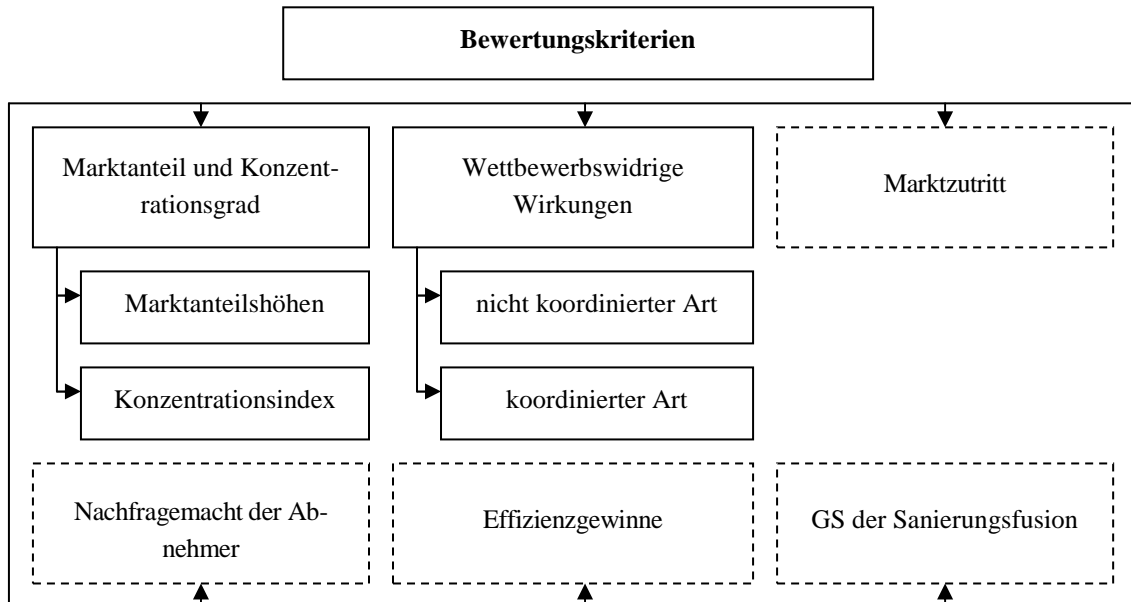 Bewertungskriterien
Marktanteil und Konzent-
rationsgrad
Wettbewerbswidrige
Wirkungen
Marktzutritt
Marktanteilshöhen
nicht koordinierter Art
Konzentrationsindex
koordinierter Art
Nachfragemacht der Ab-
nehmer
Effizienzgewinne
GS der Sanierungsfusion